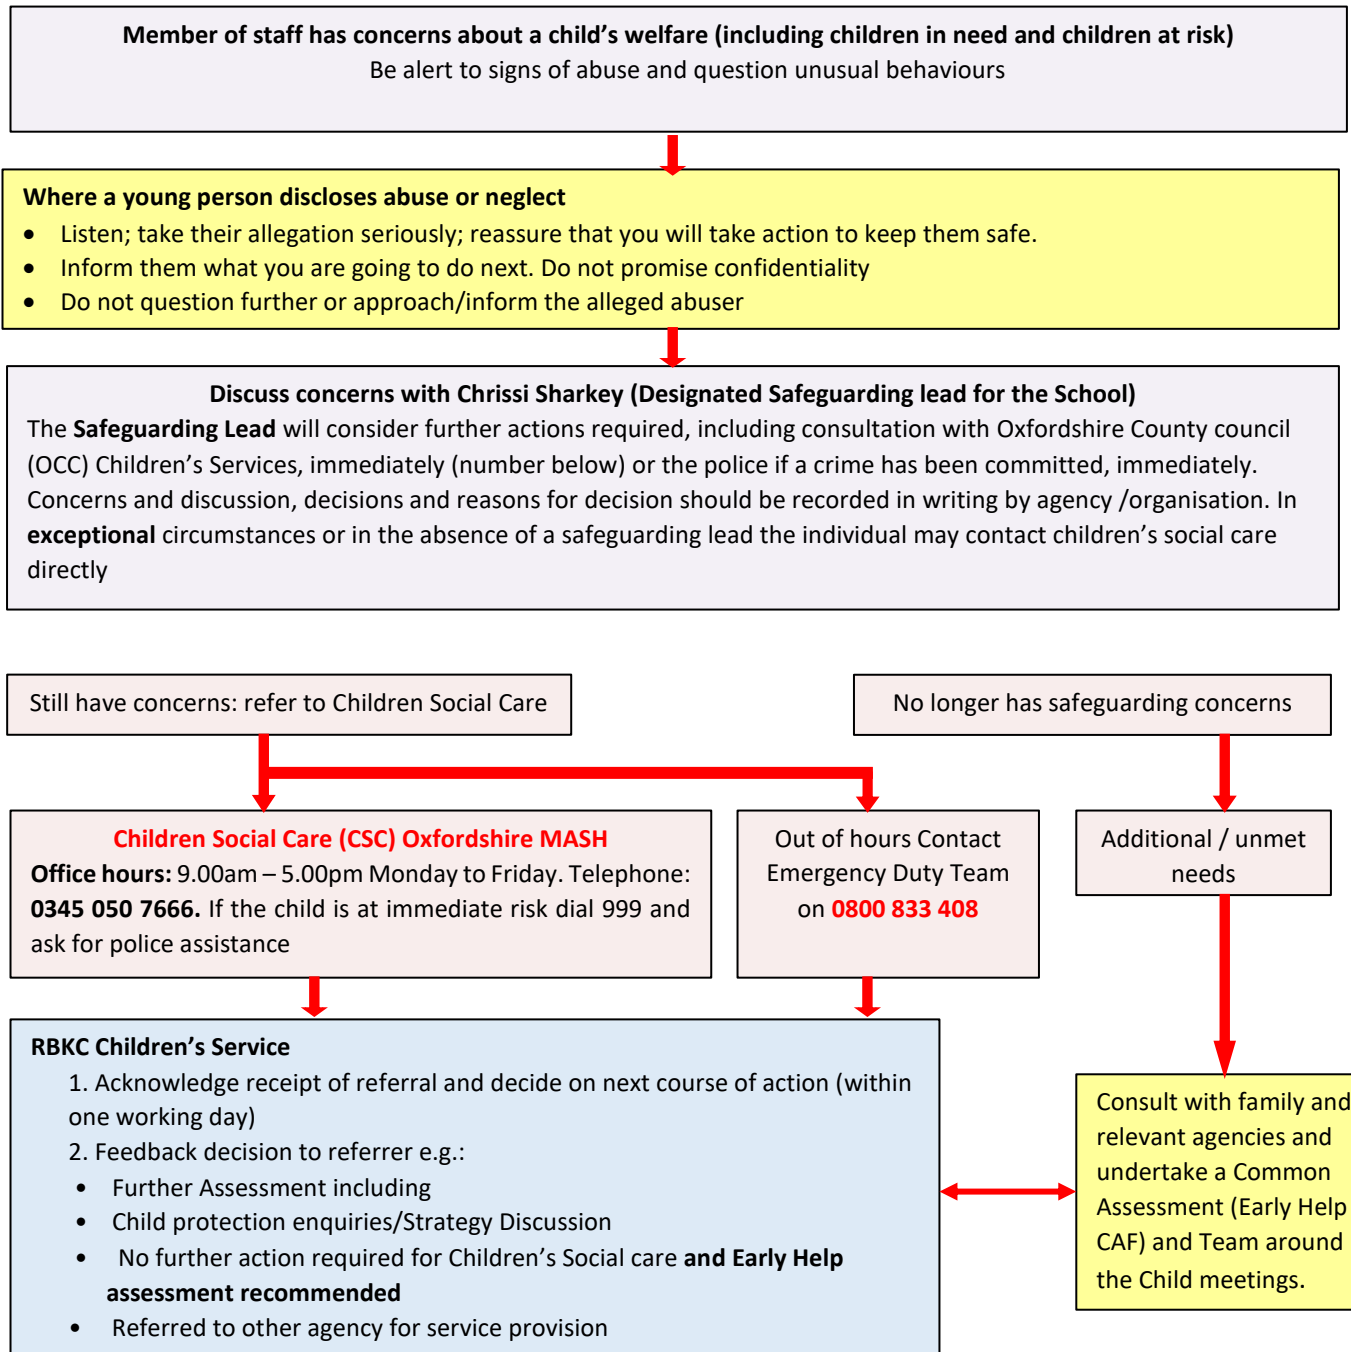 Member of staff has concerns about a child’s welfare (including children in need and children at risk)
Be alert to signs of abuse and question unusual behaviours
Where a young person discloses abuse or neglect
• Listen; take their allegation seriously; reassure that you will take action to keep them safe.
• Inform them what you are going to do next. Do not promise confidentiality
• Do not question further or approach/inform the alleged abuser
Discuss concerns with Chrissi Sharkey (Designated Safeguarding lead for the School)
The Safeguarding Lead will consider further actions required, including consultation with Oxfordshire County council
(OCC) Children’s Services, immediately (number below) or the police if a crime has been committed, immediately.
Concerns and discussion, decisions and reasons for decision should be recorded in writing by agency /organisation. In
exceptional circumstances or in the absence of a safeguarding lead the individual may contact children’s social care
directly
Still have concerns: refer to Children Social Care
No longer has safeguarding concerns
Children Social Care (CSC) Oxfordshire MASH
Office hours: 9.00am – 5.00pm Monday to Friday. Telephone:
0345 050 7666. If the child is at immediate risk dial 999 and
ask for police assistance
Out of hours Contact
Emergency Duty Team
on 0800 833 408
Additional / unmet
needs
RBKC Children’s Service
1. Acknowledge receipt of referral and decide on next course of action (within
one working day)
2. Feedback decision to referrer e.g.:
• Further Assessment including
• Child protection enquiries/Strategy Discussion
• No further action required for Children’s Social care and Early Help
assessment recommended
• Referred to other agency for service provision
Consult with family and
relevant agencies and
undertake a Common
Assessment (Early Help
CAF) and Team around
the Child meetings.